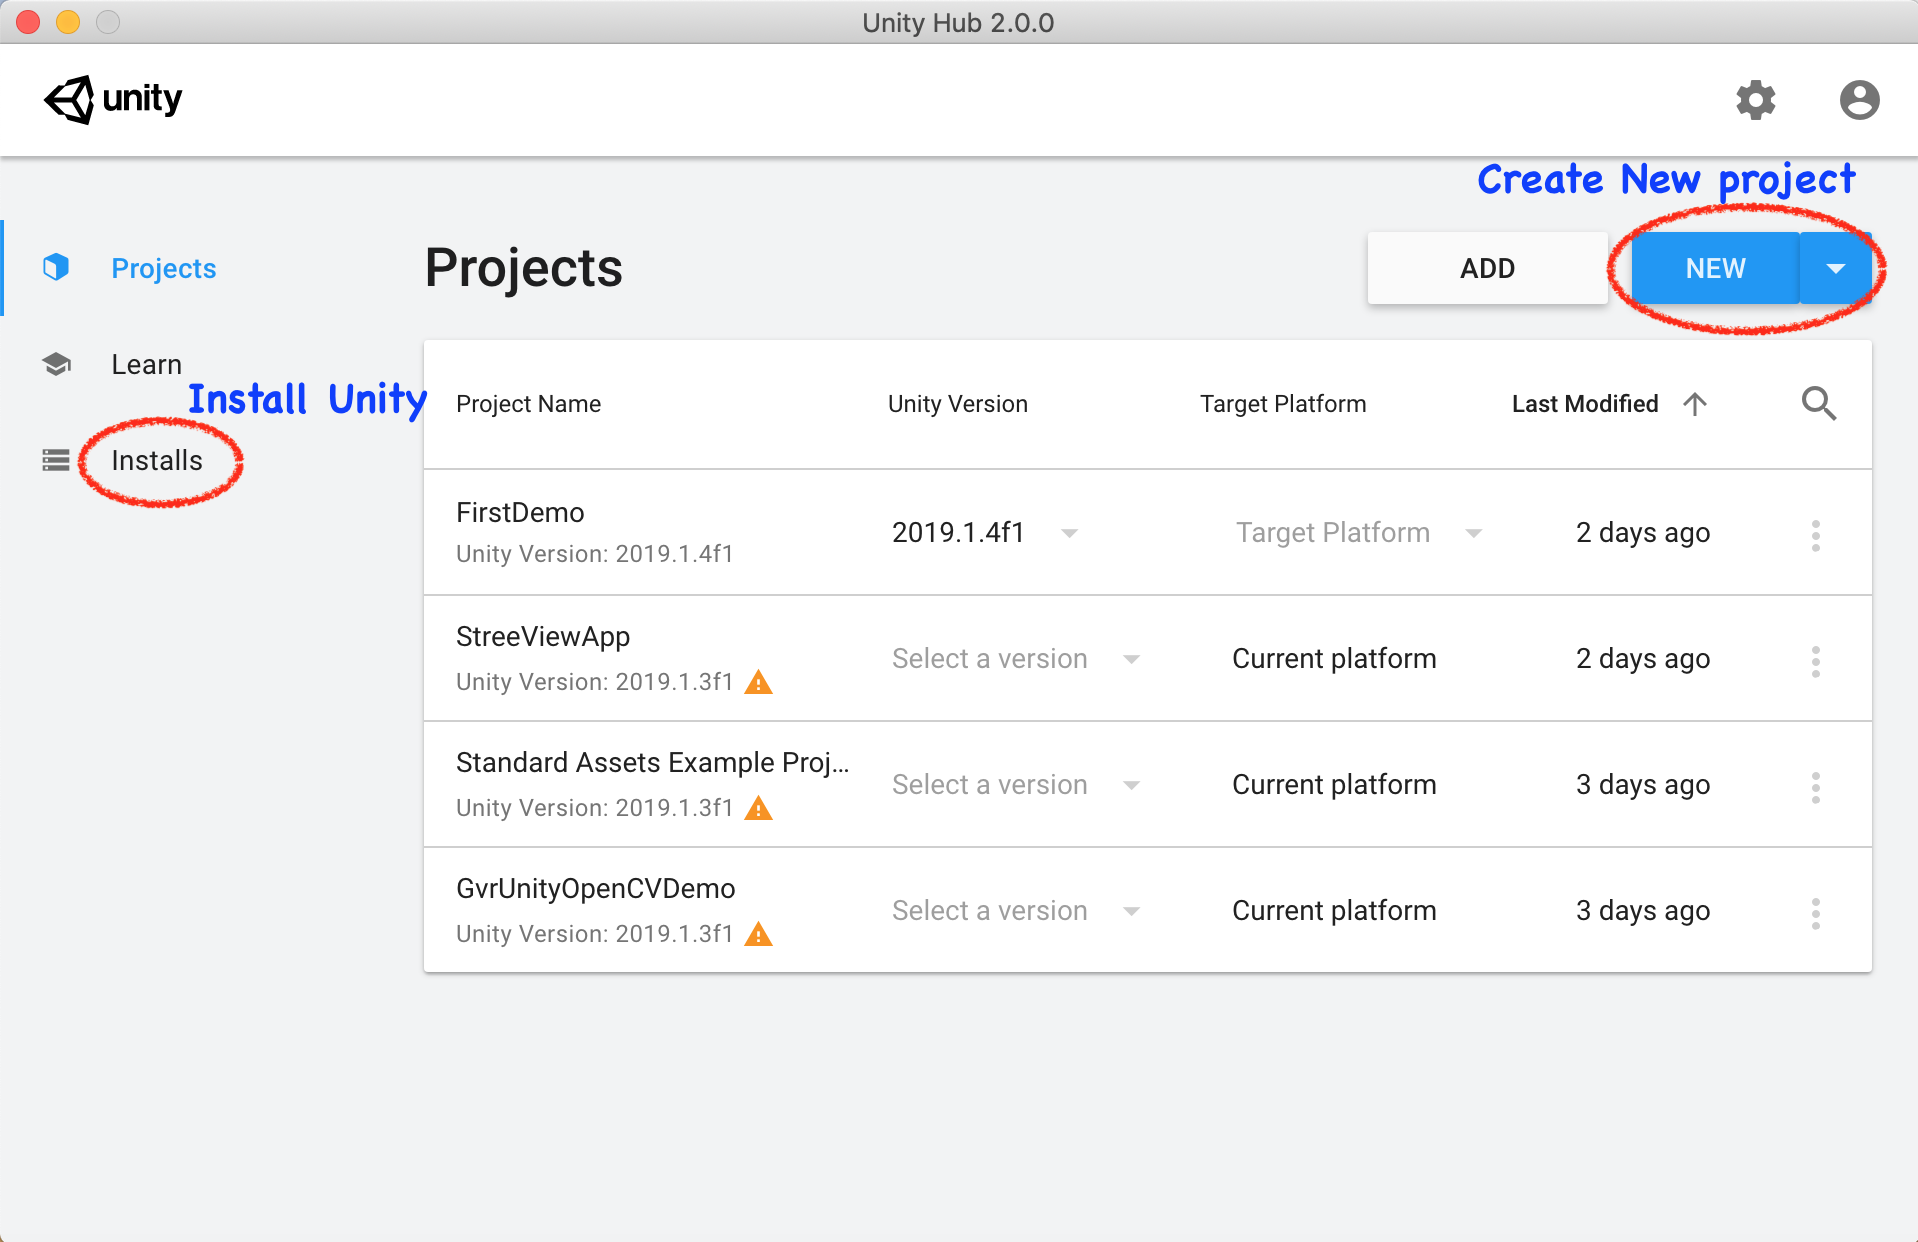 Unity Hub 2.0.0
unity
Create New project
Projects
Projects
ADD
NEW
Learn
Install Unity
Installs
Project Name
Unity Version
Target Platform
Last Modified
FirstDemo
Unity Version: 2019.1.4f1
2019.1.4f1
Target Platform
2 days ago
StreeViewApp
Unity Version: 2019.1.3f1
Select a version
Current platform
2 days ago
Standard Assets Example Proj...
Unity Version: 2019.1.3f1
Select a version
Current platform
3 days ago
GvrUnityOpenCVDemo
Unity Version: 2019.1.3f1
Select a version
Current platform
3 days ago